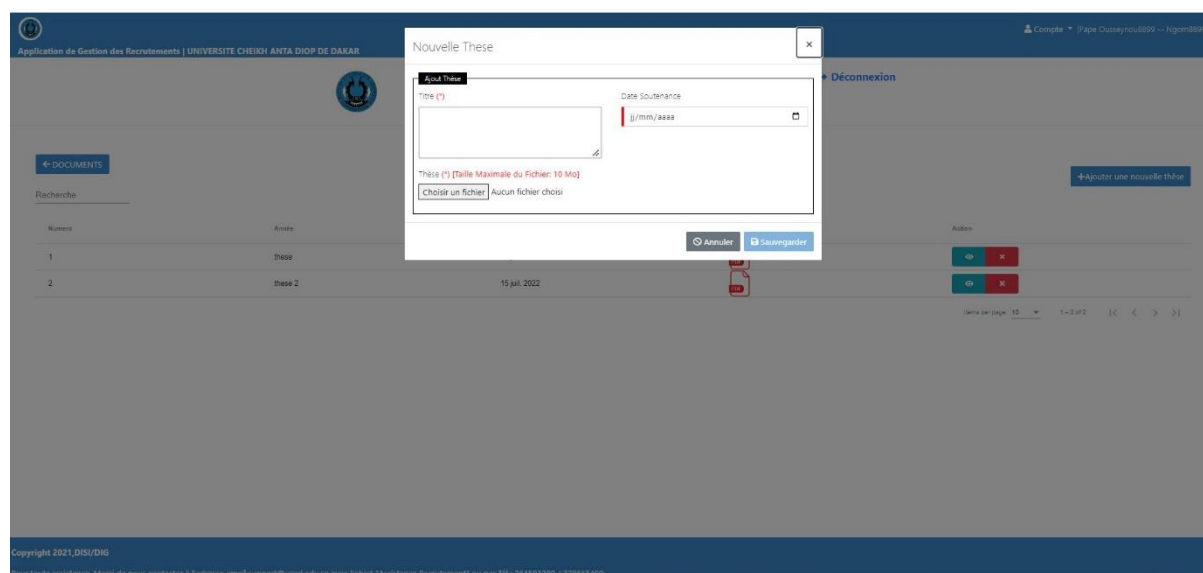 Application de Gestion des Recrutements | UNIVERSITE CHEIKH ANTA DIOP DE DAKAR
Compte
Nouvelle These
×
Déconnexion
Ajout Thèse
Titre (*)
Date Soutenance
jj/mm/aaaa
Thèse (*) [Taille Maximale du Fichier: 10 Mo]
Choisir un fichier Aucun fichier choisi
Annuler Sauvegarder
DOCUMENTS
+Ajouter une nouvelle thèse
Recherche
Numero Année Action
1 these
2 these 2 15 juil. 2022 PDF
Items per page 10 1 – 2 of 2
Copyright 2021,DISI/DIG